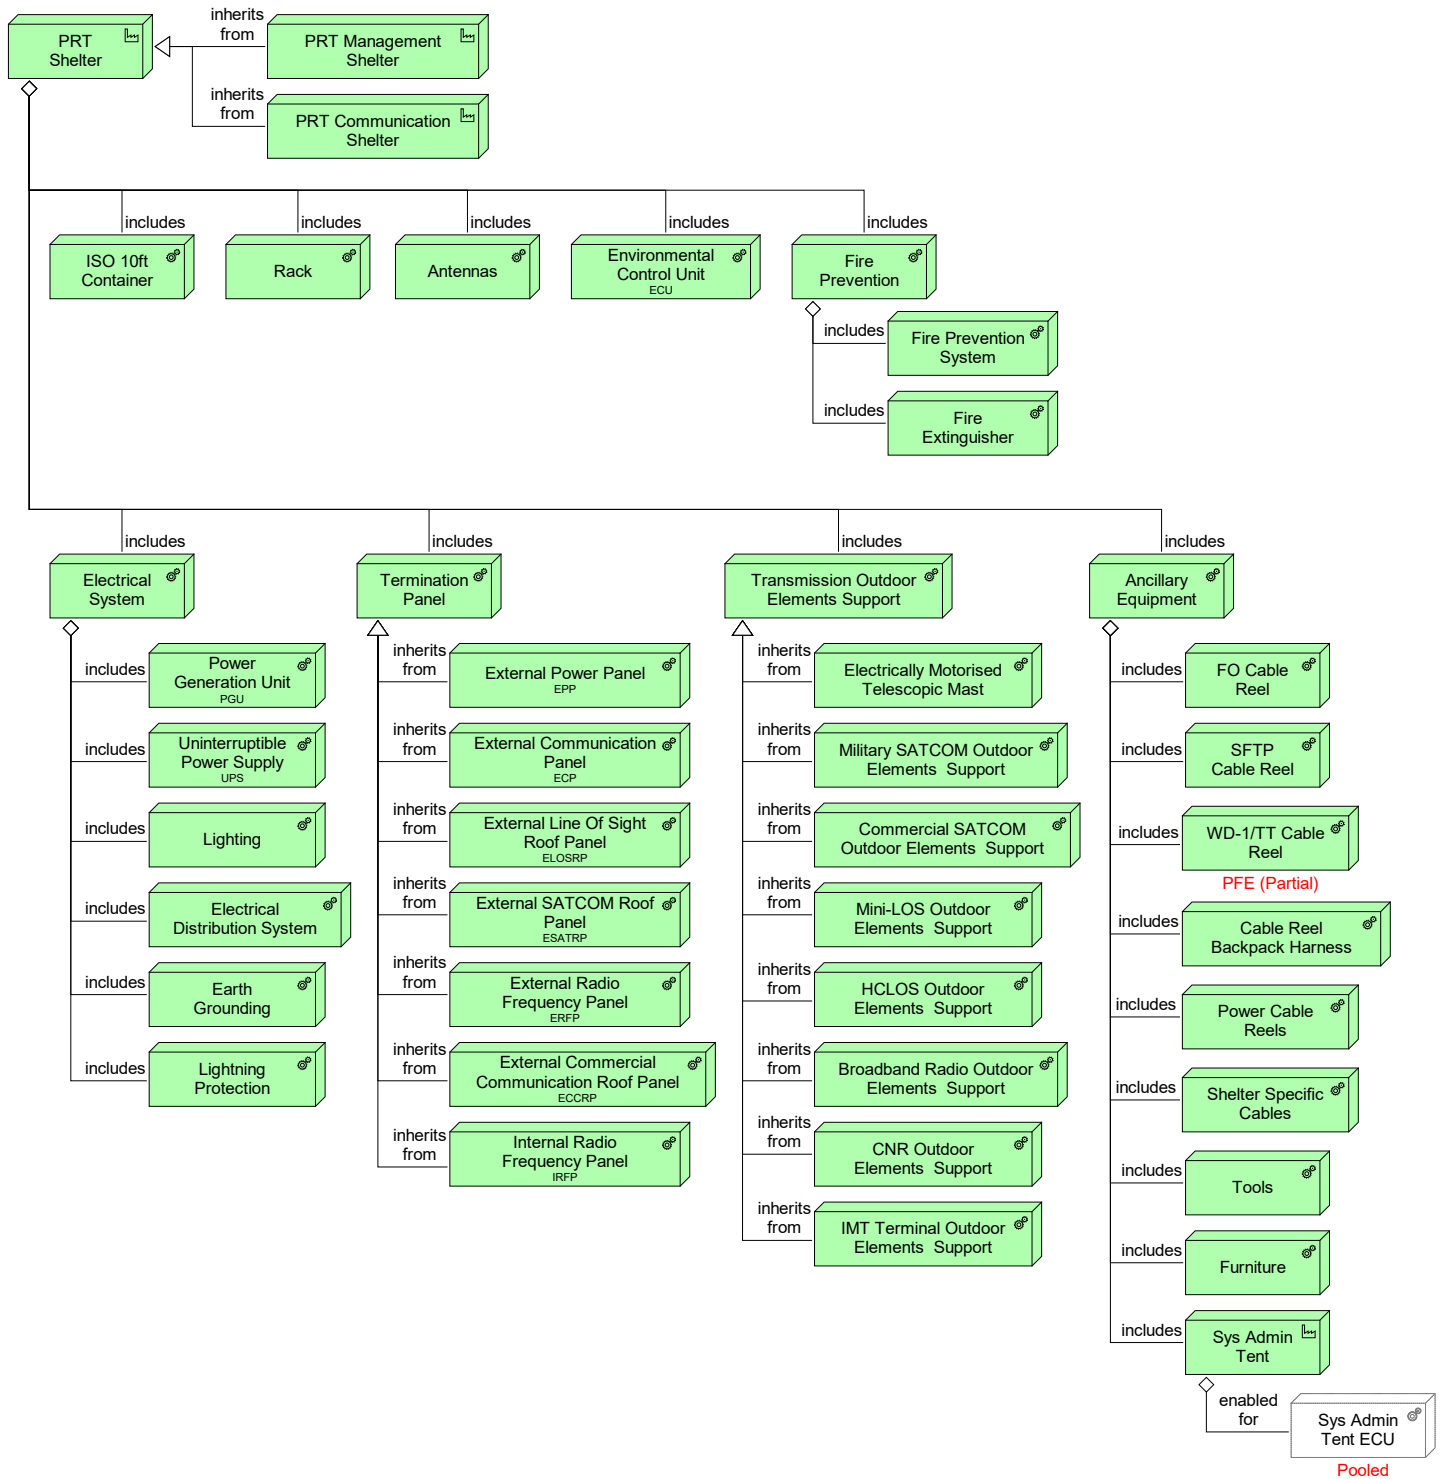 PRT
Shelter
inherits
from
PRT Management
Shelter
inherits
from
PRT Communication
Shelter
includes
includes
includes
includes
includes
ISO 10ft
Container
Rack
Antennas
Environmental
Control Unit
ECU
Fire
Prevention
includes
Fire Prevention
System
includes
Fire
Extinguisher
includes
includes
includes
includes
Electrical
System
includes
Power
Generation Unit
PGU
includes
Uninterruptible
Power Supply
UPS
includes
Lighting
includes
Electrical
Distribution System
includes
Earth
Grounding
includes
Lightning
Protection
Termination
Panel
inherits
from
External Power Panel
EPP
inherits
from
External Communication
Panel
ECP
inherits
from
External Line Of Sight
Roof Panel
ELOSRP
inherits
from
External SATCOM Roof
Panel
ESATRP
inherits
from
External Radio
Frequency Panel
ERFP
inherits
from
External Commercial
Communication Roof Panel
ECCRP
inherits
from
Internal Radio
Frequency Panel
IRFP
Transmission Outdoor
Elements Support
inherits
from
Electrically Motorised
Telescopic Mast
inherits
from
Military SATCOM Outdoor
Elements  Support
inherits
from
Commercial SATCOM
Outdoor Elements  Support
inherits
from
Mini-LOS Outdoor
Elements  Support
inherits
from
HCLOS Outdoor
Elements  Support
inherits
from
Broadband Radio Outdoor
Elements  Support
inherits
from
CNR Outdoor
Elements  Support
inherits
from
IMT Terminal Outdoor
Elements  Support
Ancillary
Equipment
includes
FO Cable
Reel
includes
SFTP
Cable Reel
includes
WD-1/TT Cable
Reel
PFE (Partial)
includes
Cable Reel
Backpack Harness
includes
Power Cable
Reels
includes
Shelter Specific
Cables
includes
Tools
includes
Furniture
includes
Sys Admin
Tent
enabled
for
Sys Admin
Tent ECU
Pooled